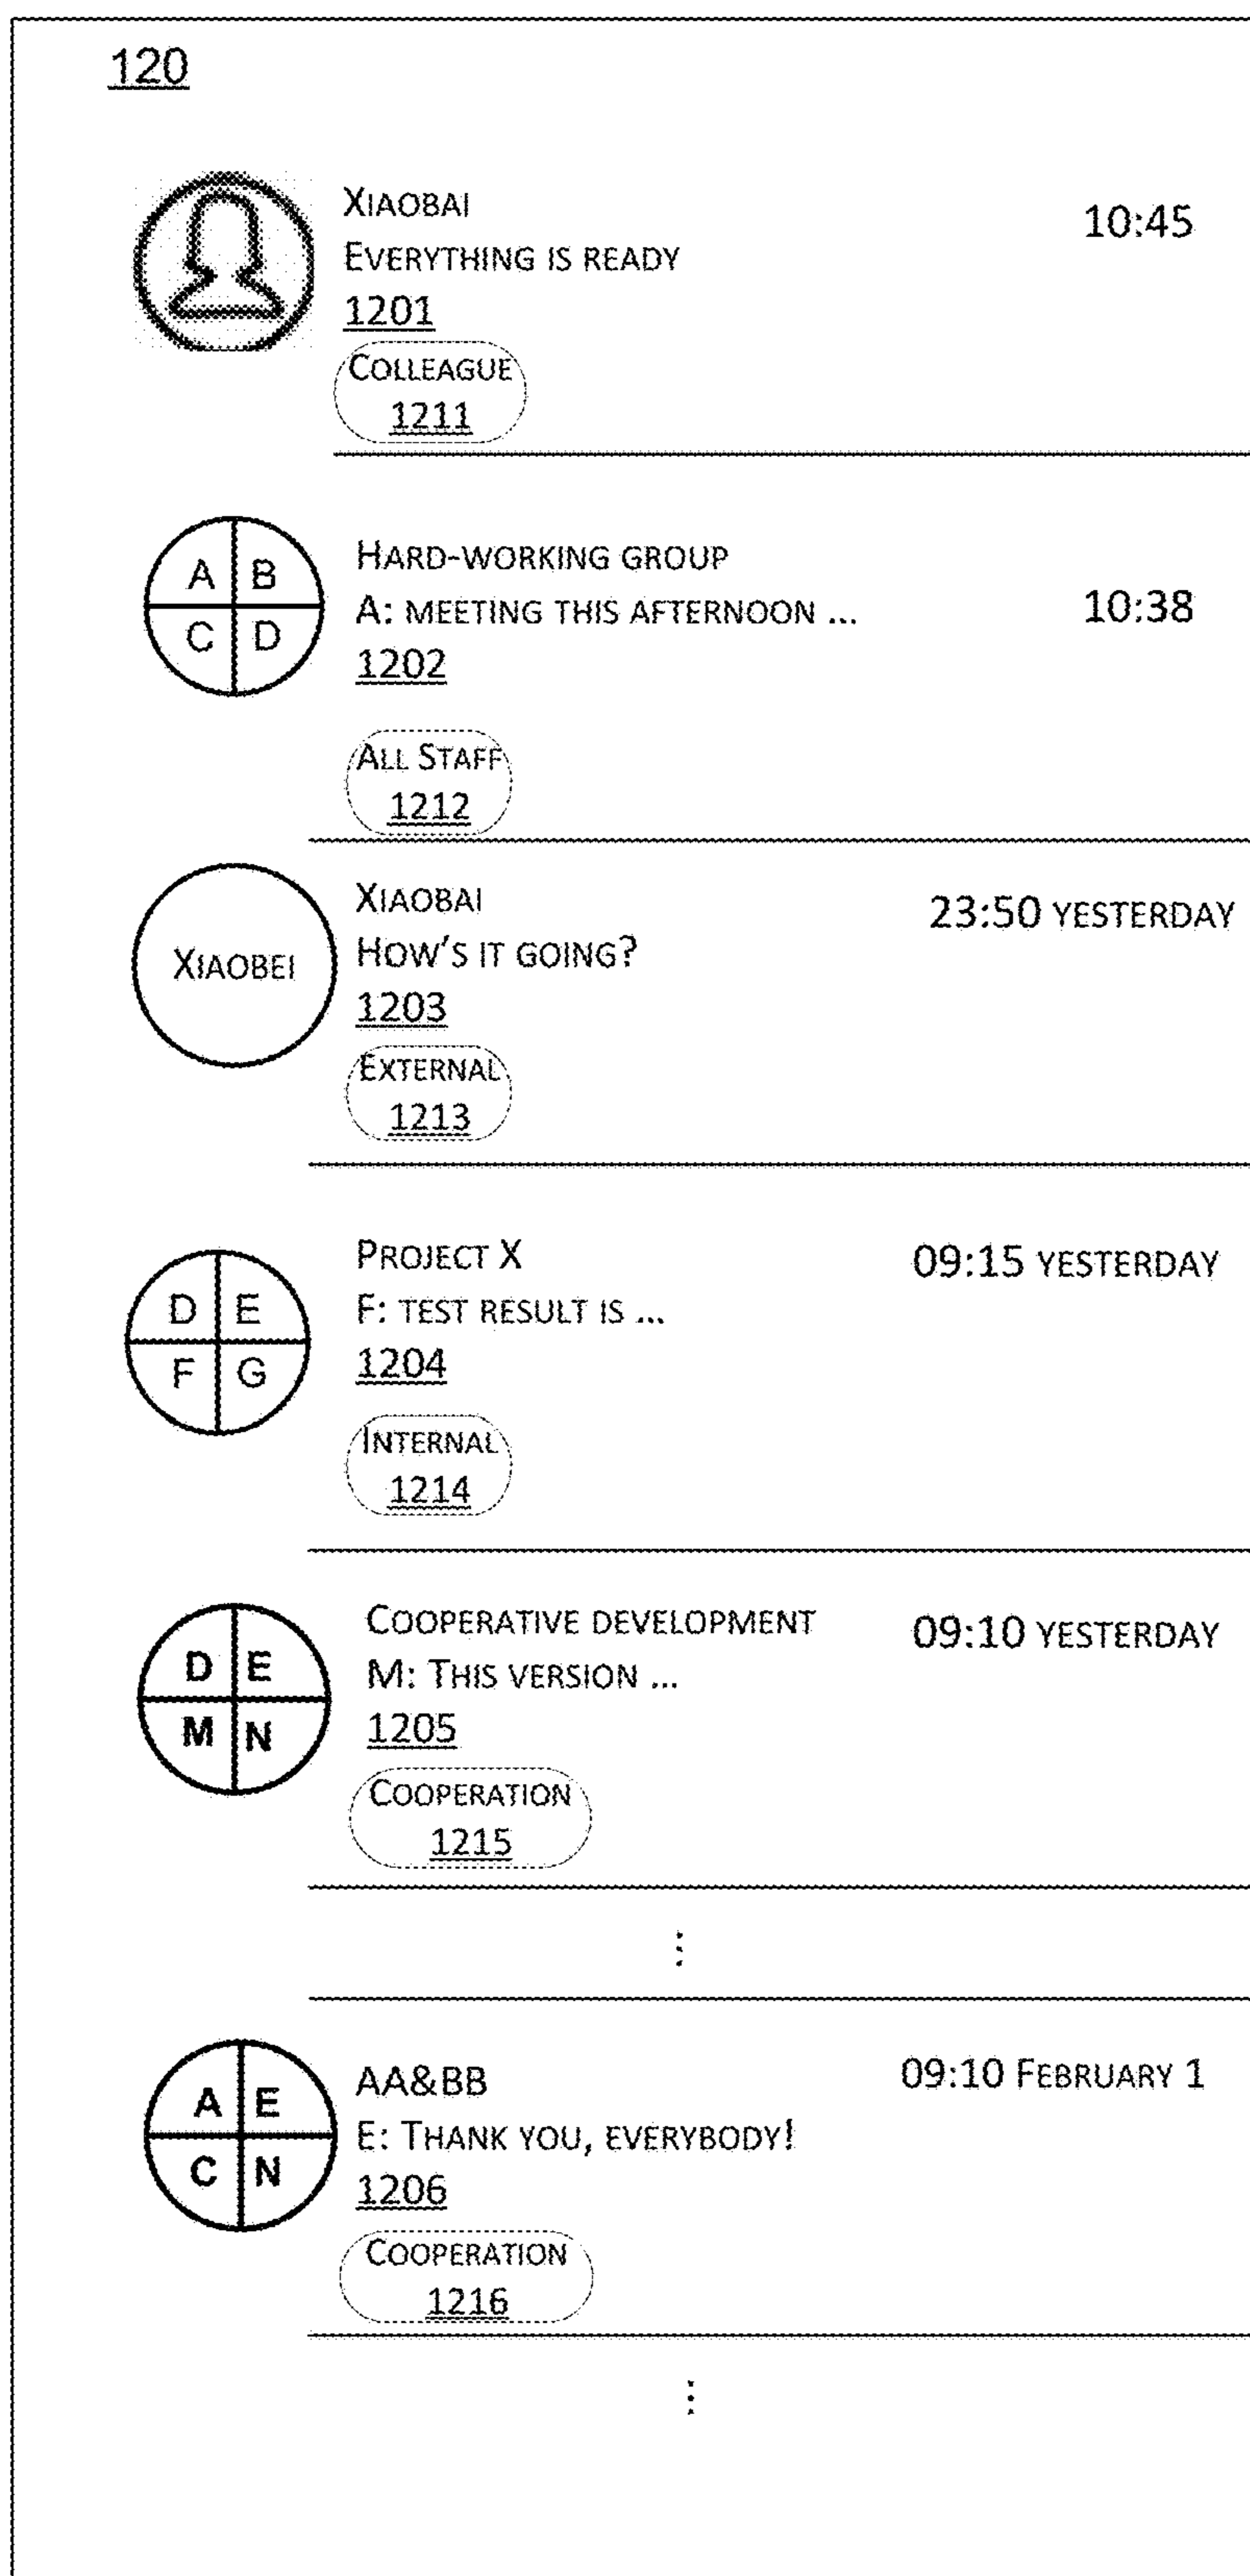 120
XIAOBAI
10:45
EVERYTHING IS READY
1201
COLLEAGUE
1211
A B
C D
HARD-WORKING GROUP
A: MEETING THIS AFTERNOON ...
10:38
1202
ALL STAFF
1212
XIAOBEI
XIAOBAI
23:50 YESTERDAY
HOW'S IT GOING?
1203
EXTERNAL
1213
D E
F G
PROJECT X
09:15 YESTERDAY
F: TEST RESULT IS ...
1204
INTERNAL
1214
D E
M N
COOPERATIVE DEVELOPMENT
09:10 YESTERDAY
M: THIS VERSION ...
1205
COOPERATION
1215
⋮
A E
C N
AA&BB
09:10 FEBRUARY 1
E: THANK YOU, EVERYBODY!
1206
COOPERATION
1216
⋮